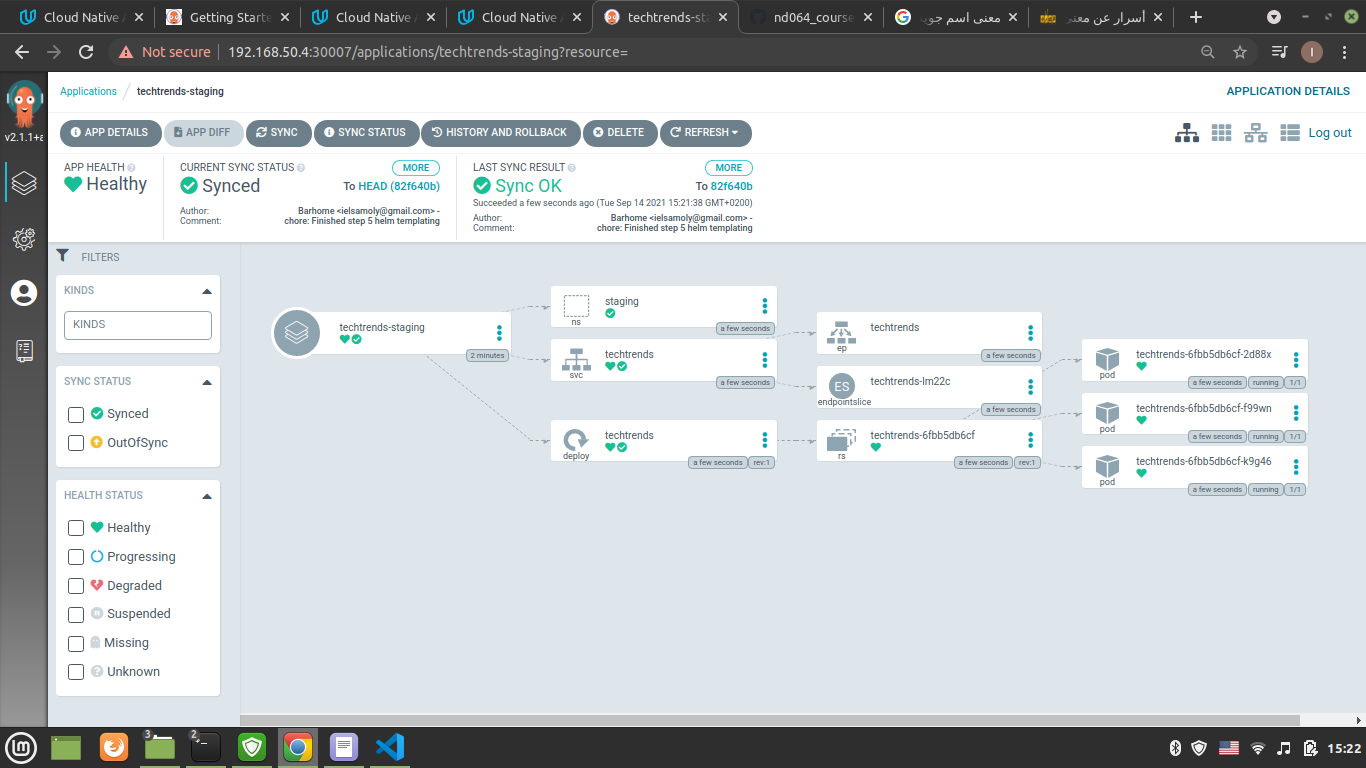 Cloud Native A
Getting Starte
Cloud Native A
Cloud Native A
techtrends-sta
nd064_course
معنى اسم جويد
أسرار عن معنى
Not secure
192.168.50.4:30007/applications/techtrends-staging?resource=
I
v2.1.1+a
Applications / techtrends-staging
APPLICATION DETAILS
APP DETAILS
APP DIFF
SYNC
SYNC STATUS
HISTORY AND ROLLBACK
DELETE
REFRESH
Log out
APP HEALTH
Healthy
CURRENT SYNC STATUS
MORE
Synced
To HEAD (82f640b)
Author: Barhome <ielsamoly@gmail.com> -
Comment: chore: Finished step 5 helm templating
LAST SYNC RESULT
MORE
Sync OK
To 82f640b
Succeeded a few seconds ago (Tue Sep 14 2021 15:21:38 GMT+0200)
Author: Barhome <ielsamoly@gmail.com> -
Comment: chore: Finished step 5 helm templating
FILTERS
KINDS
KINDS
SYNC STATUS
Synced
OutOfSync
HEALTH STATUS
Healthy
Progressing
Degraded
Suspended
Missing
Unknown
techtrends-staging
2 minutes
staging
ns
a few seconds
techtrends
svc
a few seconds
techtrends
deploy
a few seconds
rev:1
techtrends
ep
a few seconds
ES
techtrends-lm22c
endpointslice
a few seconds
techtrends-6fbb5db6cf
rs
a few seconds
rev:1
techtrends-6fbb5db6cf-2d88x
pod
a few seconds
running
1/1
techtrends-6fbb5db6cf-f99wn
pod
a few seconds
running
1/1
techtrends-6fbb5db6cf-k9g46
pod
a few seconds
running
1/1
3
2
15:22